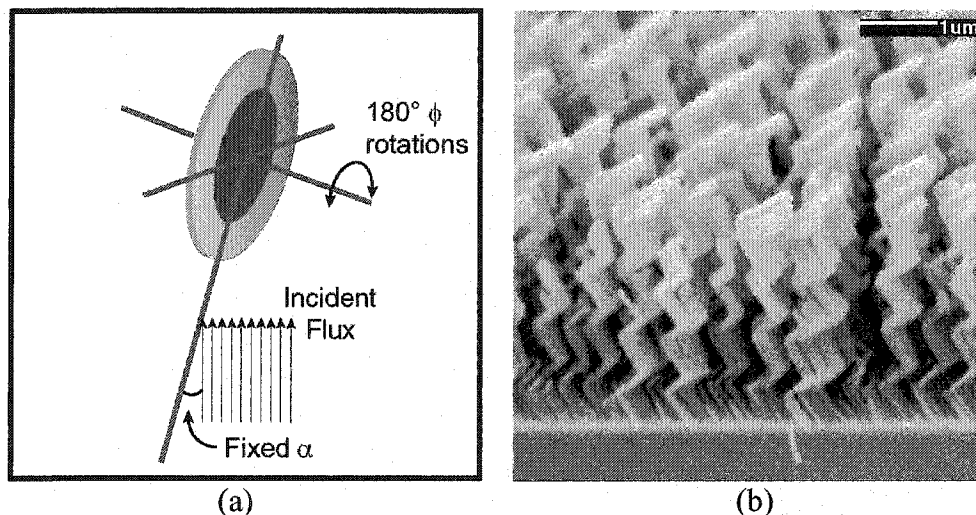 180° ϕ
rotations
Incident
Flux
Fixed α
1um
(a)
(b)